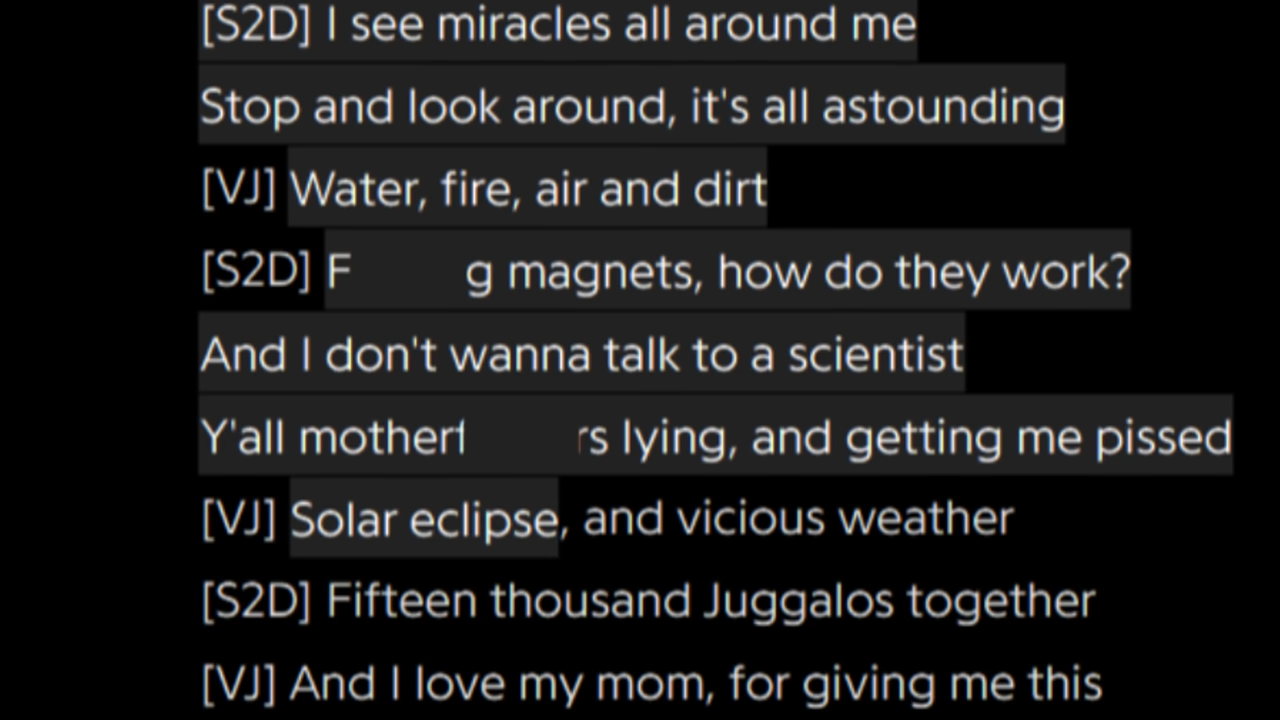 [S2D] I see miracles all around me
Stop and look around, it's all astounding
[VJ] Water, fire, air and dirt
[S2D] F g magnets, how do they work?
And I don't wanna talk to a scientist
Y'all motherf rs lying, and getting me pissed
[VJ] Solar eclipse, and vicious weather
[S2D] Fifteen thousand Juggalos together
[VJ] And I love my mom, for giving me this